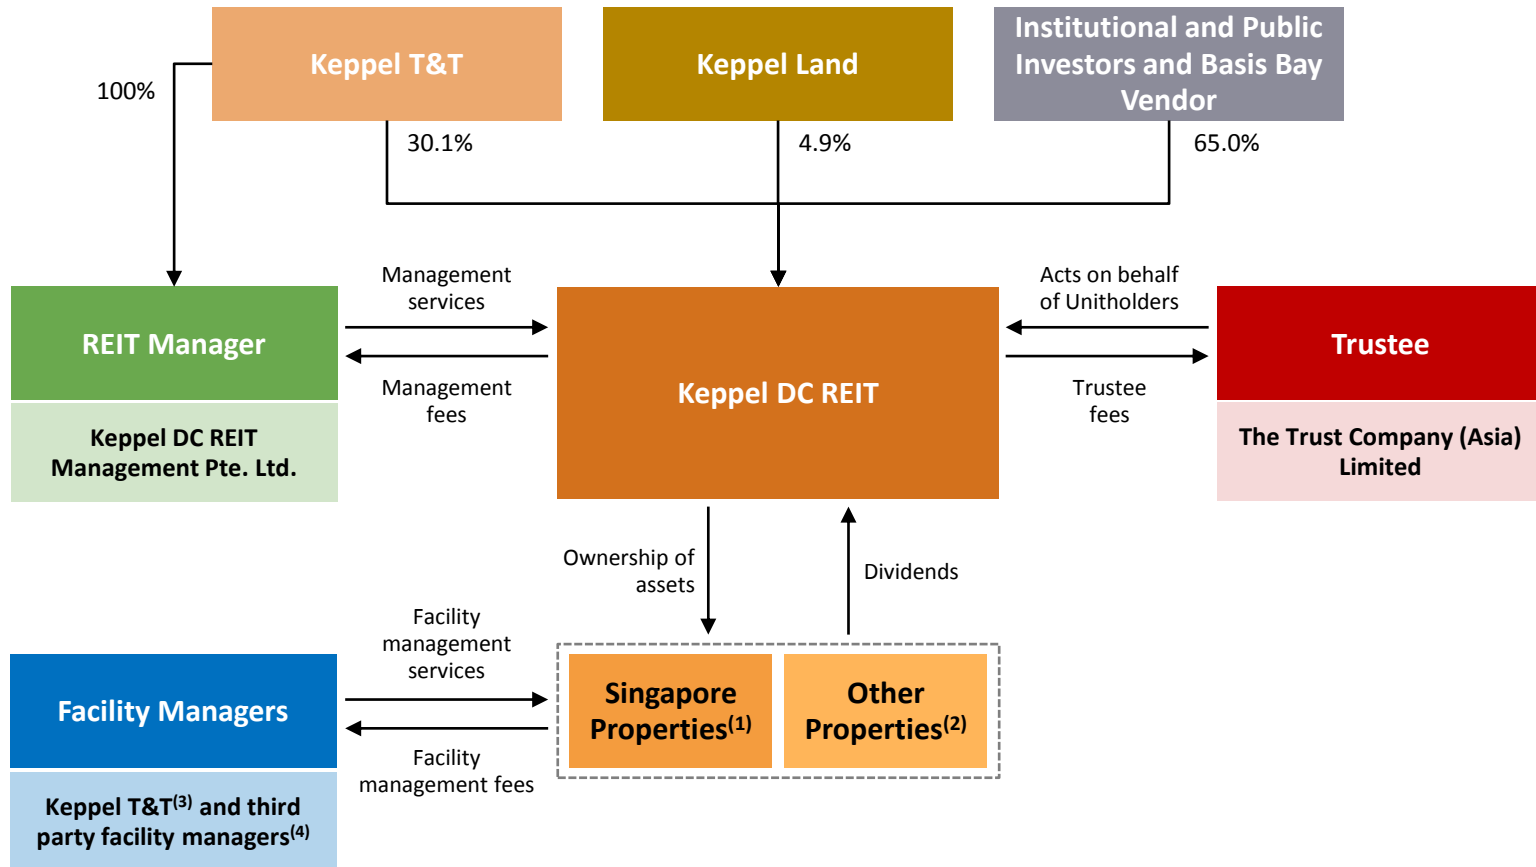 Keppel T&T
Keppel Land
Institutional and Public
Investors and Basis Bay
Vendor
100%
30.1%
4.9%
65.0%
Management
services
Acts on behalf
of Unitholders
REIT Manager
Keppel DC REIT
Management Pte. Ltd.
Management
fees
Keppel DC REIT
Trustee
fees
Trustee
The Trust Company (Asia)
Limited
Ownership of
assets
Dividends
Facility
management
services
Facility Managers
Keppel T&T(3) and third
party facility managers(4)
Facility
management fees
Singapore
Properties(1)
Other
Properties(2)